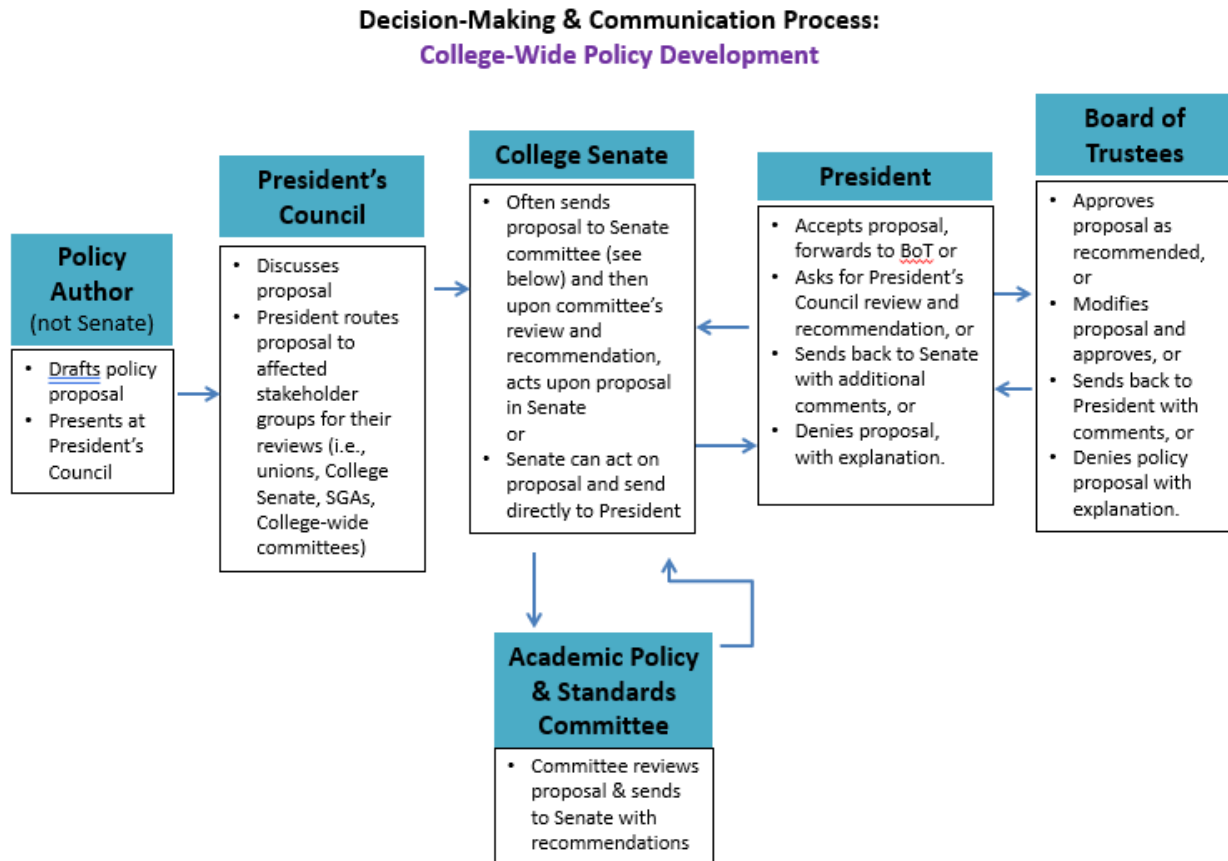 Decision-Making & Communication Process:
College-Wide Policy Development
Policy
Author
(not Senate)
• Drafts policy
proposal
• Presents at
President's
Council
President's
Council
• Discusses
proposal
• President routes
proposal to
affected
stakeholder
groups for their
reviews (i.e.,
unions, College
Senate, SGAs,
College-wide
committees)
College Senate
• Often sends
proposal to Senate
committee (see
below) and then
upon committee's
review and
recommendation,
acts upon proposal
in Senate
or
• Senate can act on
proposal and send
directly to President
President
• Accepts proposal,
forwards to BoT or
• Asks for President's
Council review and
recommendation, or
• Sends back to Senate
with additional
comments, or
• Denies proposal,
with explanation.
Board of
Trustees
• Approves
proposal as
recommended,
or
• Modifies
proposal and
approves, or
• Sends back to
President with
comments, or
• Denies policy
proposal with
explanation.
Academic Policy
& Standards
Committee
• Committee reviews
proposal & sends
to Senate with
recommendations